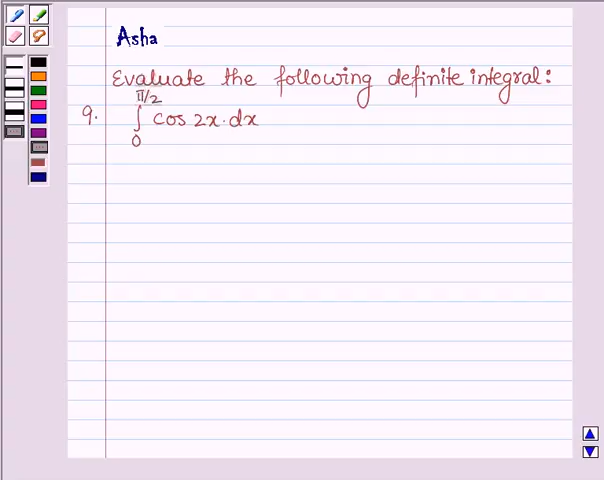 Asha
Evaluate the following definite integral:
π/2
9. ∫ cos 2x.dx
0